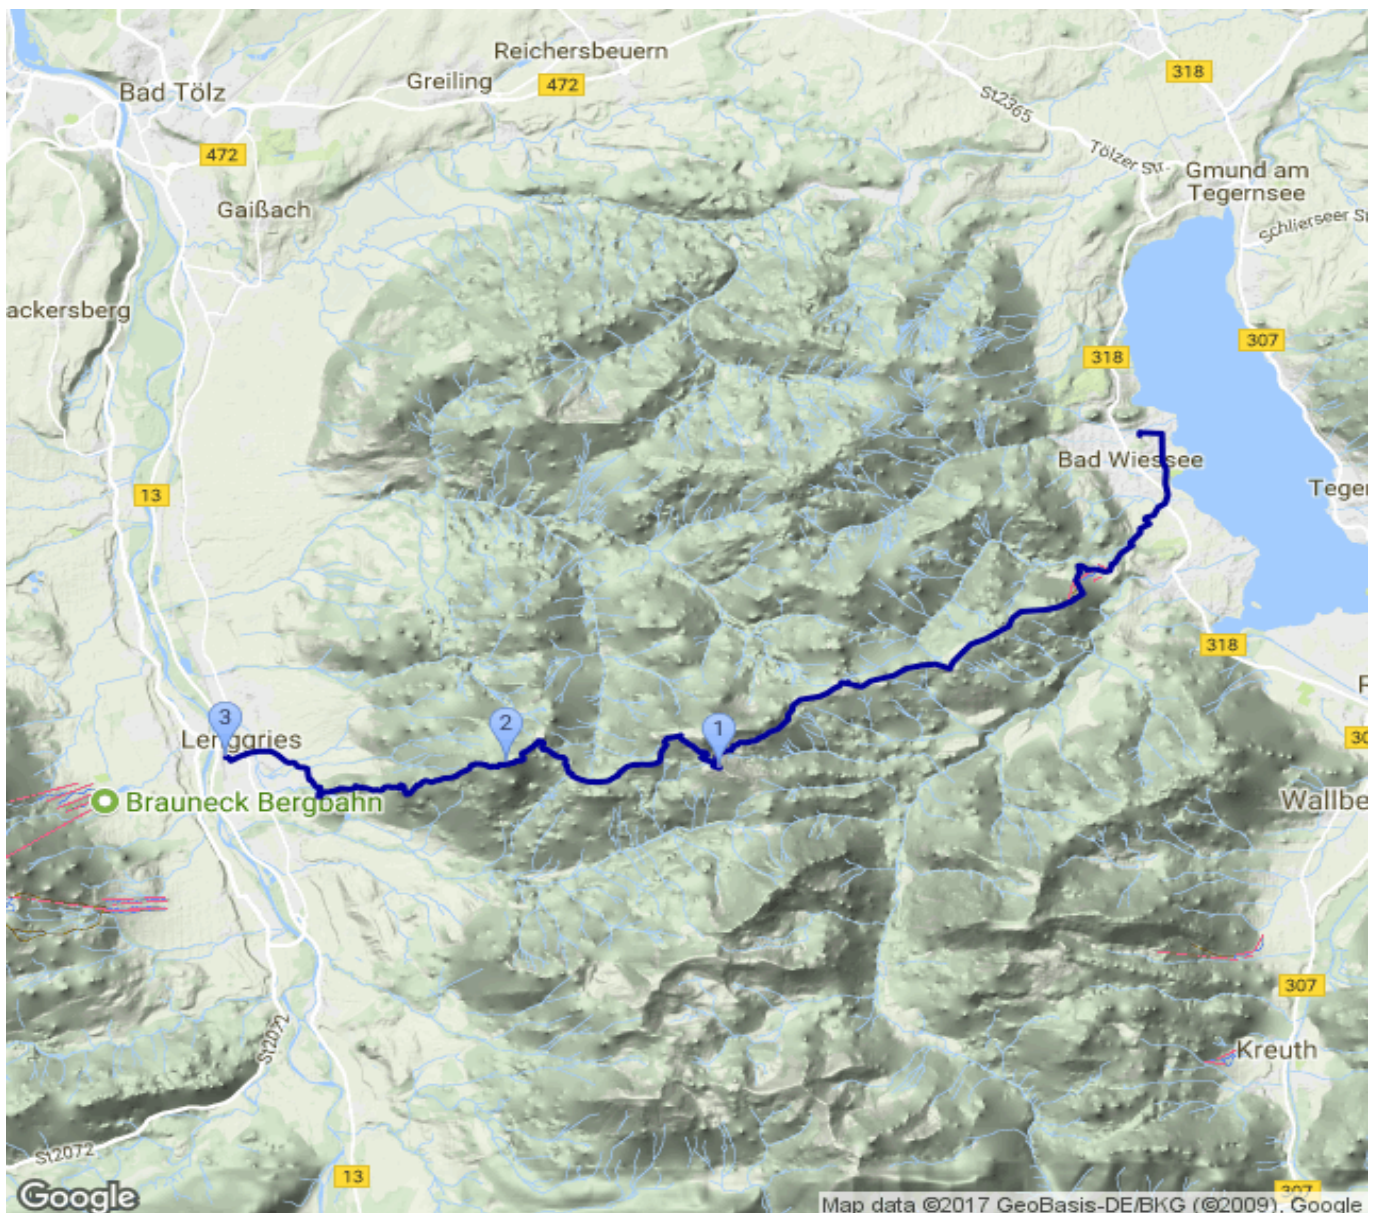 Reichersbeuern
318
Bad Tölz
Greiling
472
St2365
472
Tölzer Str.
Gmund am
Tegernsee
Gaißach
Schlierseer St
ackersberg
307
318
Bad Wiessee
13
Teger
318
3
2
1
Lenggries
30
Brauneck Bergbahn
Wallbe
307
St2072
Kreuth
St2072
13
307
Google
Map data ©2017 GeoBasis-DE/BKG (©2009), Google